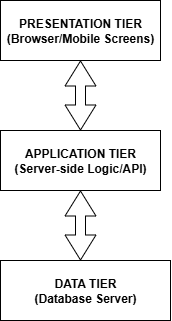 PRESENTATION TIER
(Browser/Mobile Screens)
APPLICATION TIER
(Server-side Logic/API)
DATA TIER
(Database Server)